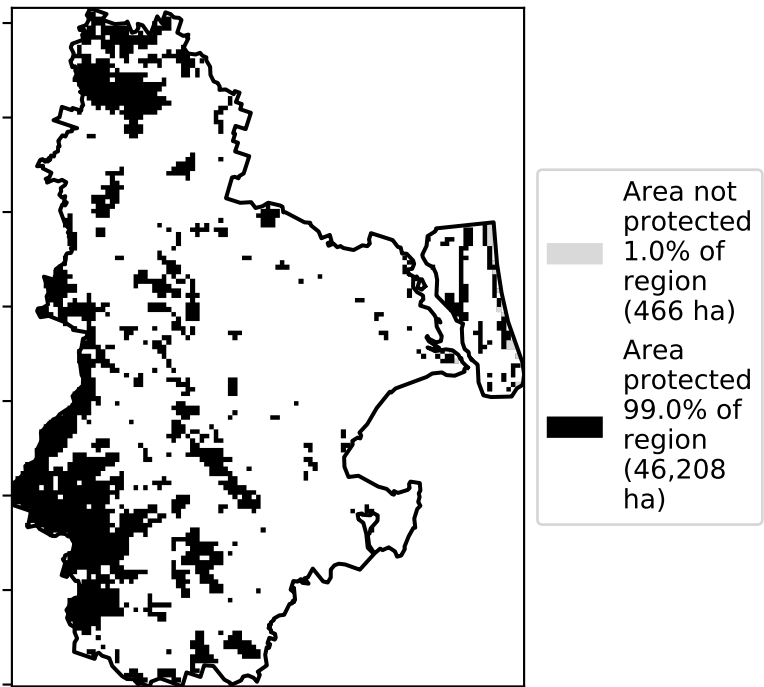 Area not
protected
1.0% of
region
(466 ha)
Area
protected
99.0% of
region
(46,208
ha)